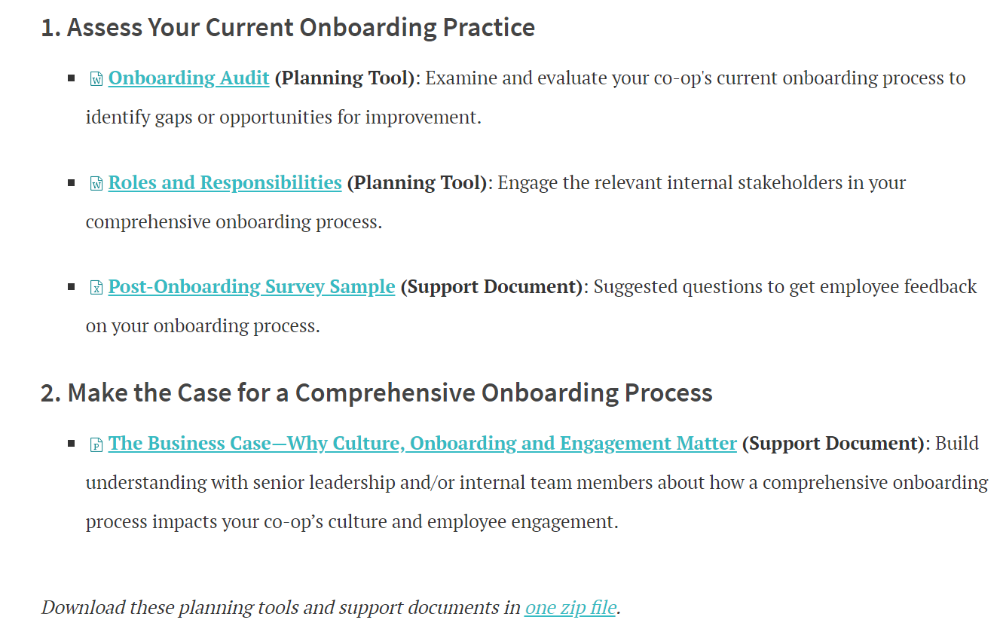 1. Assess Your Current Onboarding Practice
Onboarding Audit (Planning Tool): Examine and evaluate your co-op's current onboarding process to
identify gaps or opportunities for improvement.
Roles and Responsibilities (Planning Tool): Engage the relevant internal stakeholders in your
comprehensive onboarding process.
Post-Onboarding Survey Sample (Support Document): Suggested questions to get employee feedback
on your onboarding process.
2. Make the Case for a Comprehensive Onboarding Process
The Business Case—Why Culture, Onboarding and Engagement Matter (Support Document): Build
understanding with senior leadership and/or internal team members about how a comprehensive onboarding
process impacts your co-op’s culture and employee engagement.
Download these planning tools and support documents in one zip file.